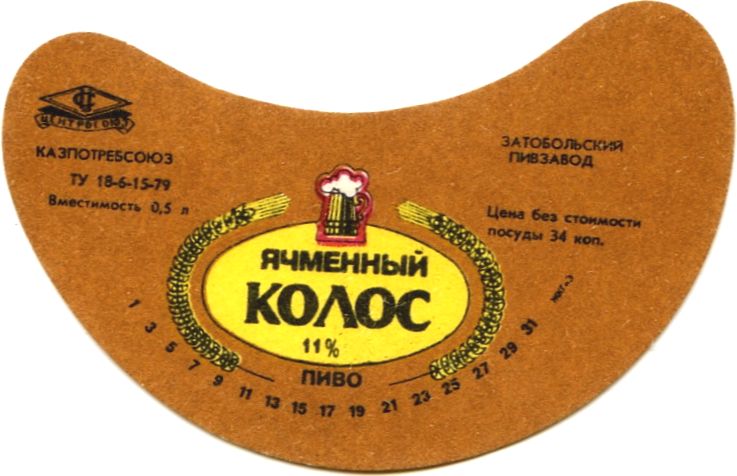 ЦЕНТРОСОЮЗ
КАЗПОТРЕБСОЮЗ
ТУ 18-6-15-79
Вместимость 0,5 л
ЗАТОБОЛЬСКИЙ
ПИВЗАВОД
Цена без стоимости
посуды 34 коп.
ЯЧМЕННЫЙ
КОЛОС
11%
ПИВО
1 3 5 7 9 11 13 15 17 19 21 23 25 27 29 31